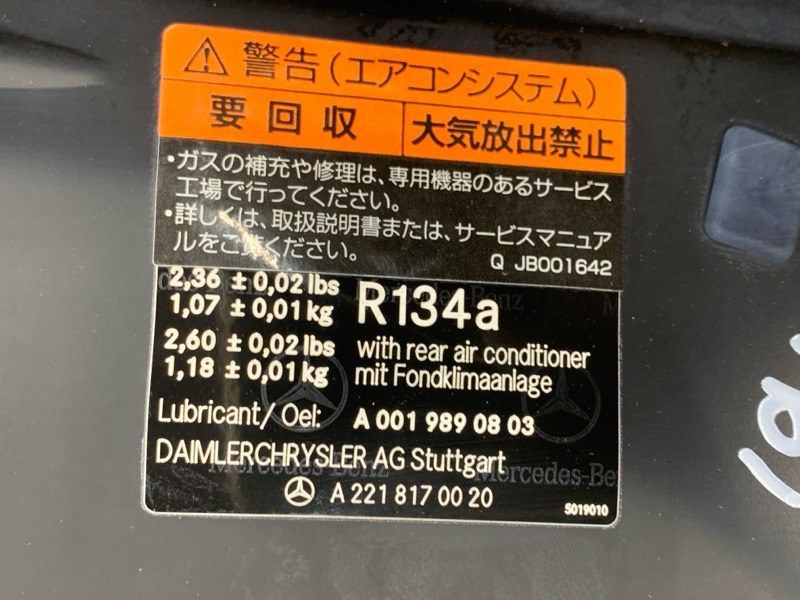 警告(エアコンシステム)
要回収 大気放出禁止
・ガスの補充や修理は、専用機器のあるサービス
工場で行ってください。
・詳しくは、取扱説明書または、サービスマニュア
ルをご覧ください。
Q JB001642
2,36 ±0,02 lbs
1,07 ±0,01 kg R134a
2,60 ±0,02 lbs with rear air conditioner
1,18 ±0,01 kg mit Fondklimaanlage
Lubricant/Oel: A 001 989 08 03
DAIMLERCHRYSLER AG Stuttgart
A 221 817 00 20
S019010
Mercedes-Benz
Mercedes-Benz